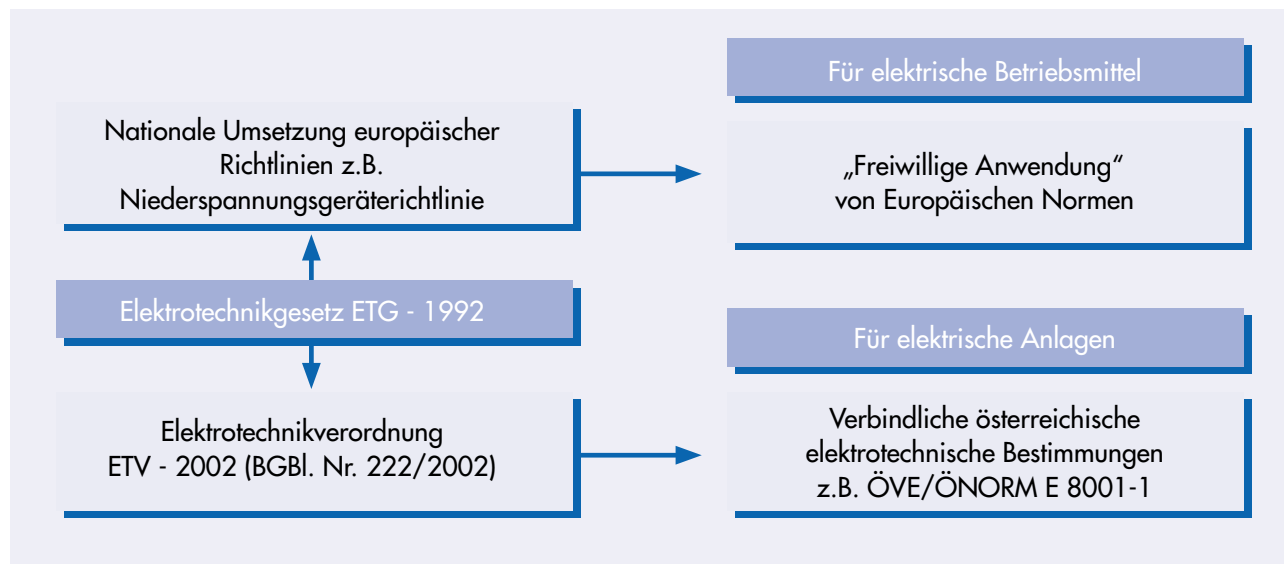 Für elektrische Betriebsmittel
Nationale Umsetzung europäischer
Richtlinien z.B.
Niederspannungsgeräterichtlinie
„Freiwillige Anwendung“
von Europäischen Normen
Elektrotechnikgesetz ETG - 1992
Für elektrische Anlagen
Elektrotechnikverordnung
ETV - 2002 (BGBl. Nr. 222/2002)
Verbindliche österreichische
elektrotechnische Bestimmungen
z.B. ÖVE/ÖNORM E 8001-1